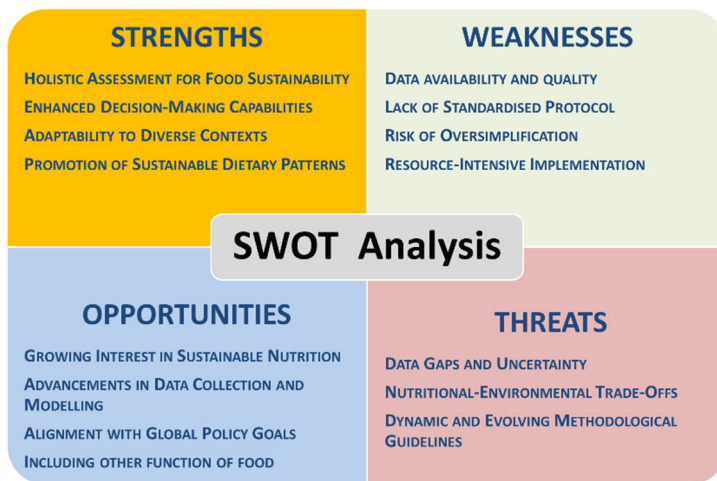 STRENGTHS
HOLISTIC ASSESSMENT FOR FOOD SUSTAINABILITY
ENHANCED DECISION-MAKING CAPABILITIES
ADAPTABILITY TO DIVERSE CONTEXTS
PROMOTION OF SUSTAINABLE DIETARY PATTERNS
WEAKNESSES
DATA AVAILABILITY AND QUALITY
LACK OF STANDARDISED PROTOCOL
RISK OF OVERSIMPLIFICATION
RESOURCE-INTENSIVE IMPLEMENTATION
SWOT Analysis
OPPORTUNITIES
GROWING INTEREST IN SUSTAINABLE NUTRITION
ADVANCEMENTS IN DATA COLLECTION AND
MODELLING
ALIGNMENT WITH GLOBAL POLICY GOALS
INCLUDING OTHER FUNCTION OF FOOD
THREATS
DATA GAPS AND UNCERTAINTY
NUTRITIONAL-ENVIRONMENTAL TRADE-OFFS
DYNAMIC AND EVOLVING METHODOLOGICAL
GUIDELINES